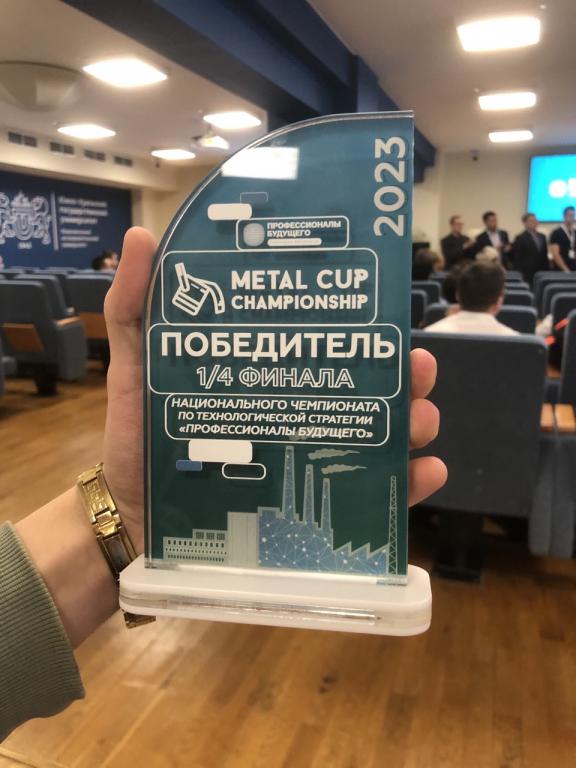 2023
ПРОФЕССИОНАЛЫ
БУДУЩЕГО
METAL CUP
CHAMPIONSHIP
ПОБЕДИТЕЛЬ
1/4 ФИНАЛА
НАЦИОНАЛЬНОГО ЧЕМПИОНАТА
ПО ТЕХНОЛОГИЧЕСКОЙ СТРАТЕГИИ
«ПРОФЕССИОНАЛЫ БУДУЩЕГО»